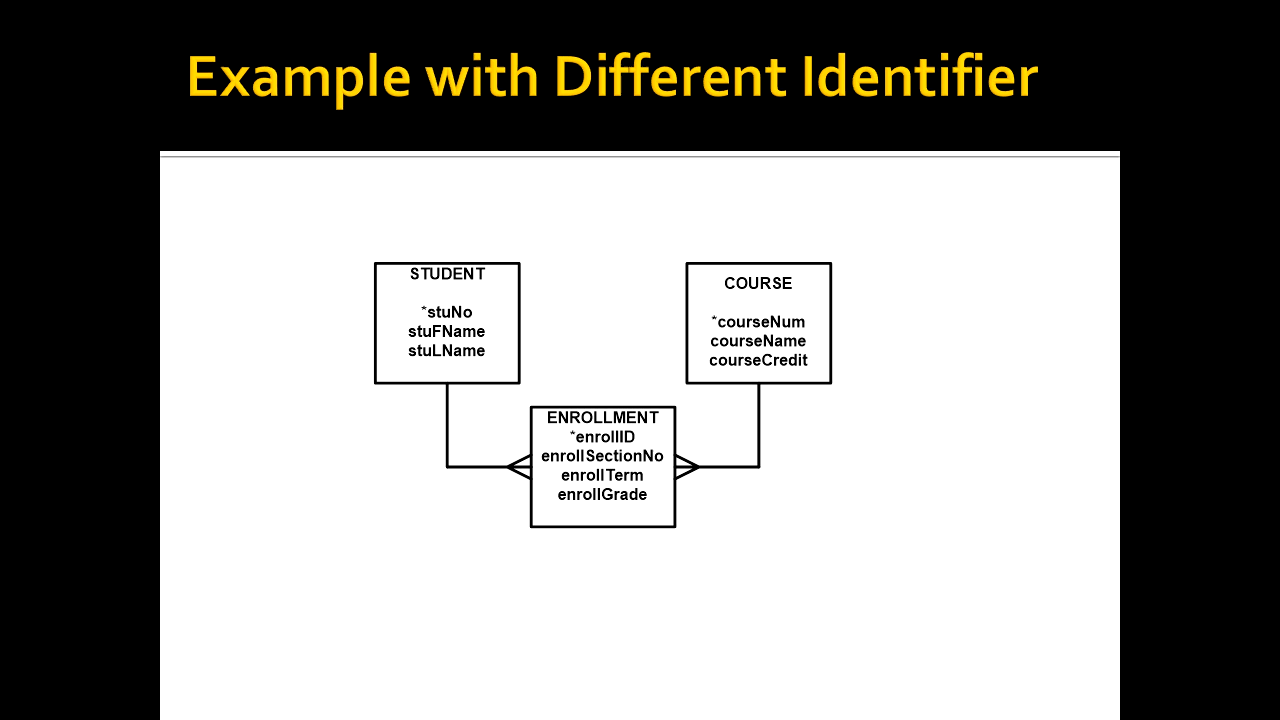 Example with Different Identifier
STUDENT
*stuNo
stuFName
stuLName
COURSE
*courseNum
courseName
courseCredit
ENROLLMENT
*enrollID
enrollSectionNo
enrollTerm
enrollGrade